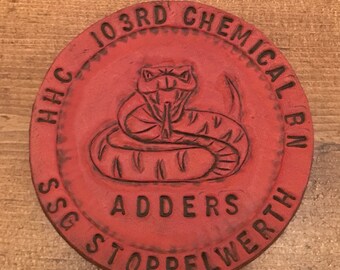 HHC 103RD CHEMICAL BN
ADDERS
SSG STOPPELWERTH